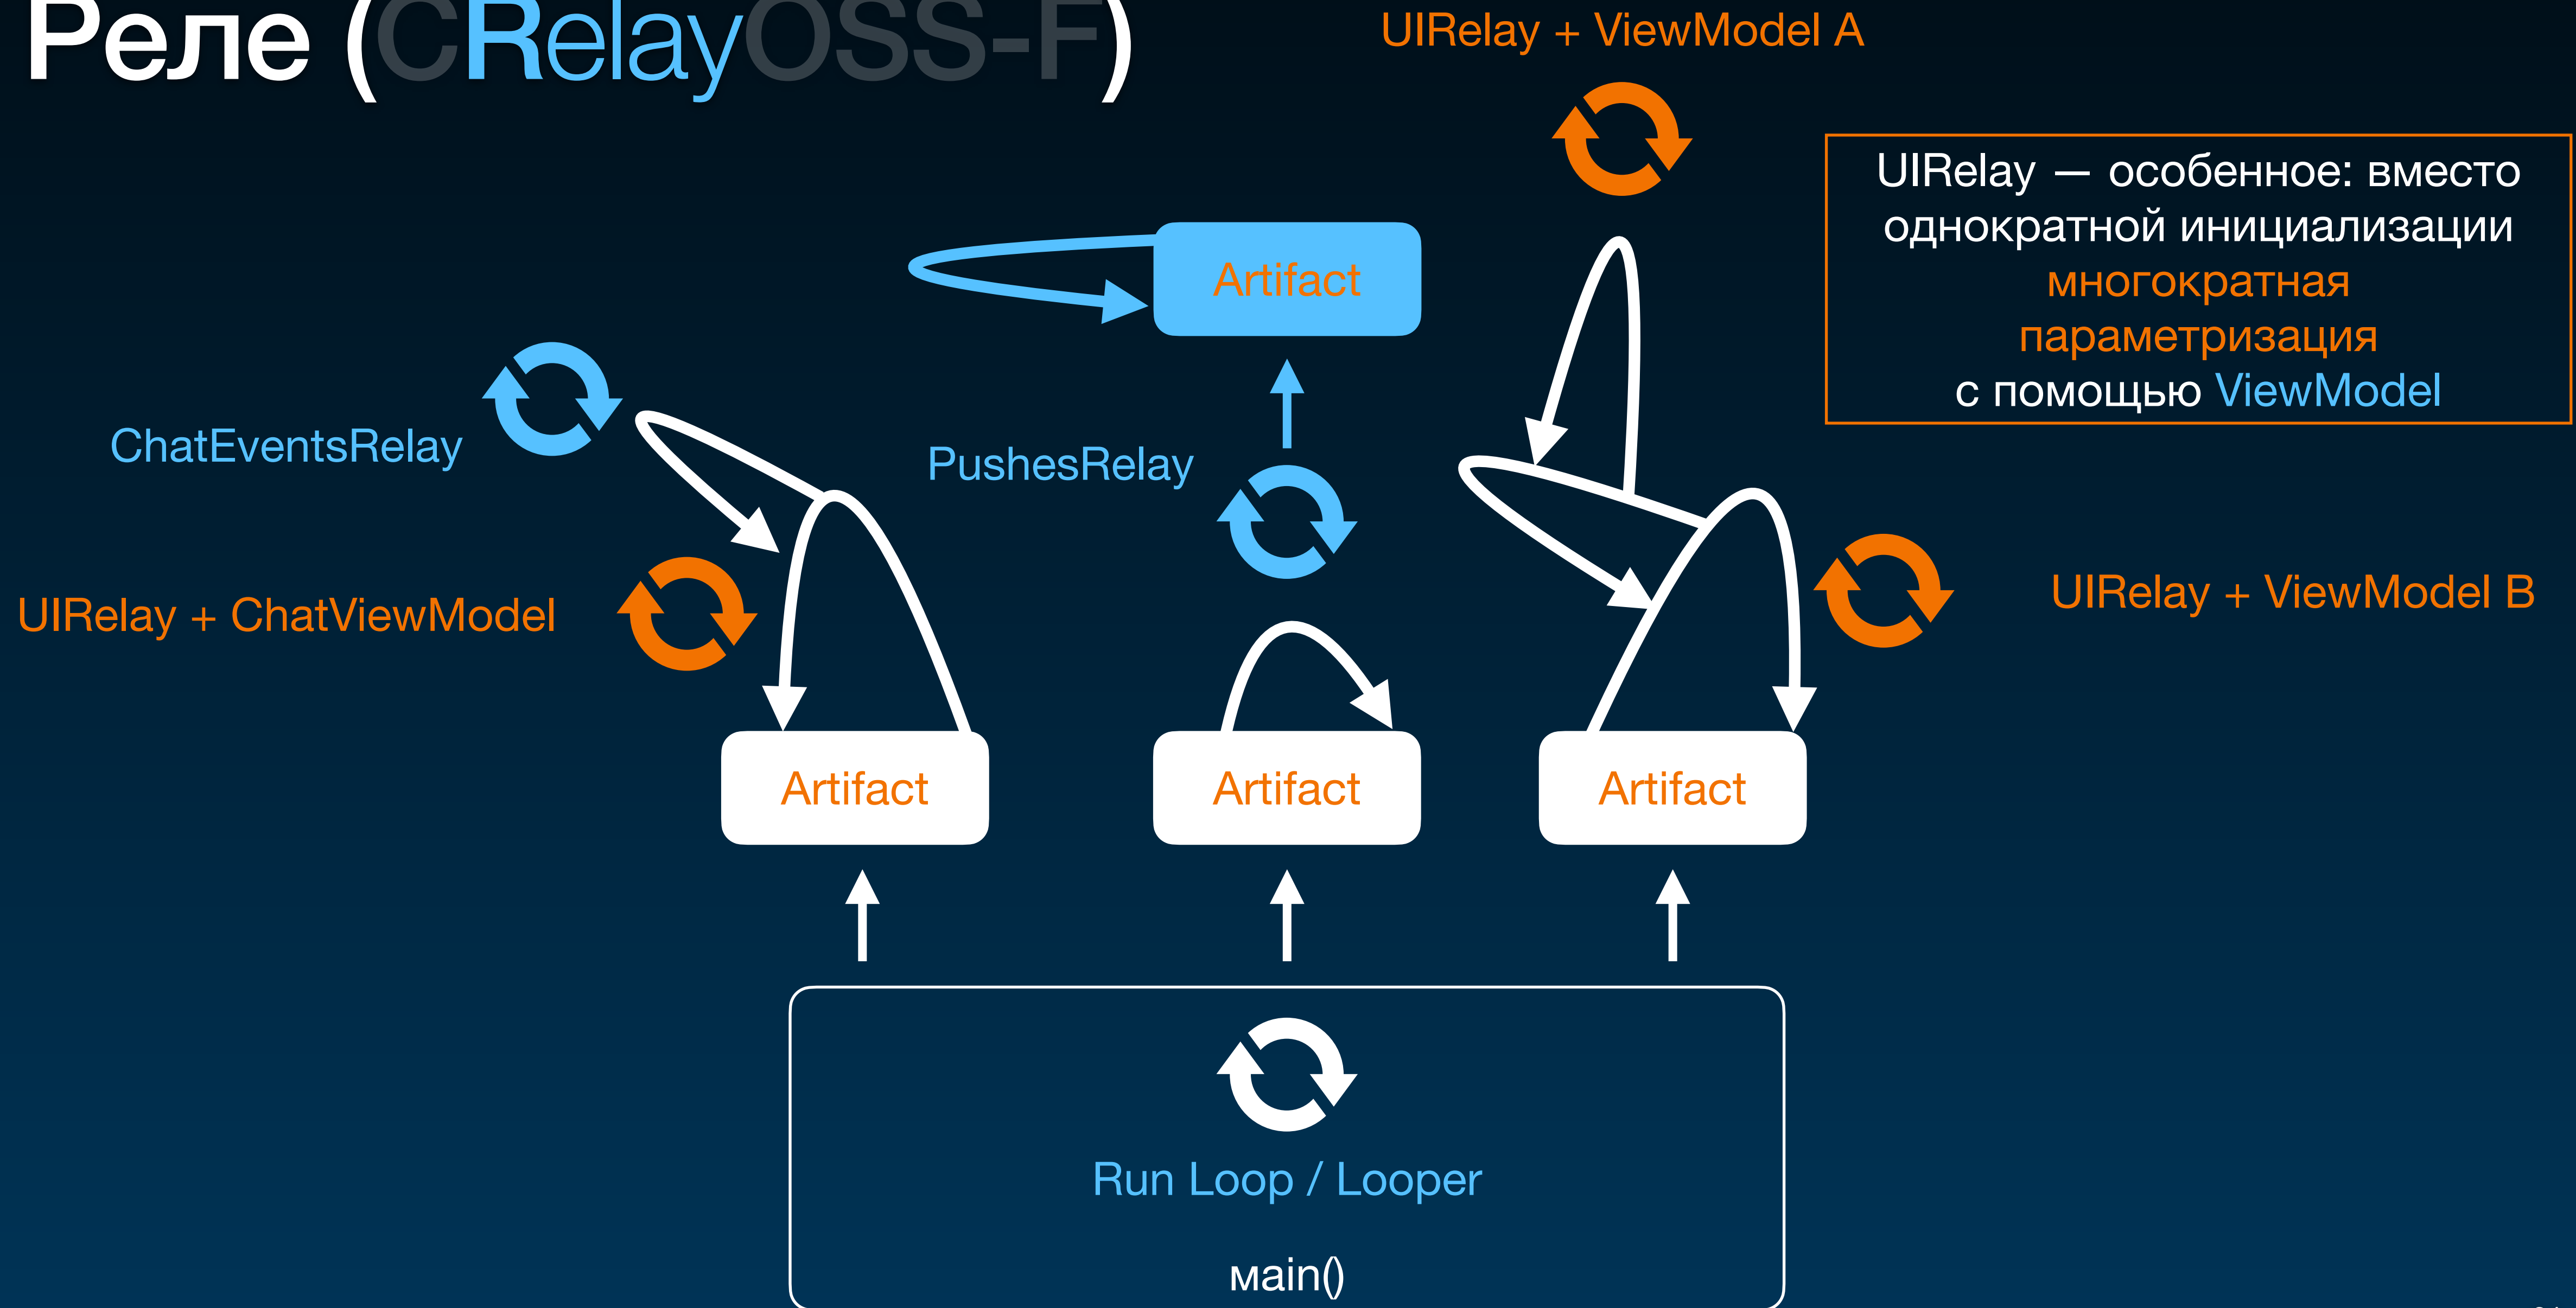 Реле (CRelayOSS-F)
UIRelay + ViewModel A
UIRelay — особенное: вместо
однократной инициализации
многократная
параметризация
с помощью ViewModel
Artifact
ChatEventsRelay
PushesRelay
UIRelay + ChatViewModel
UIRelay + ViewModel B
Artifact
Artifact
Artifact
Run Loop / Looper
маin()